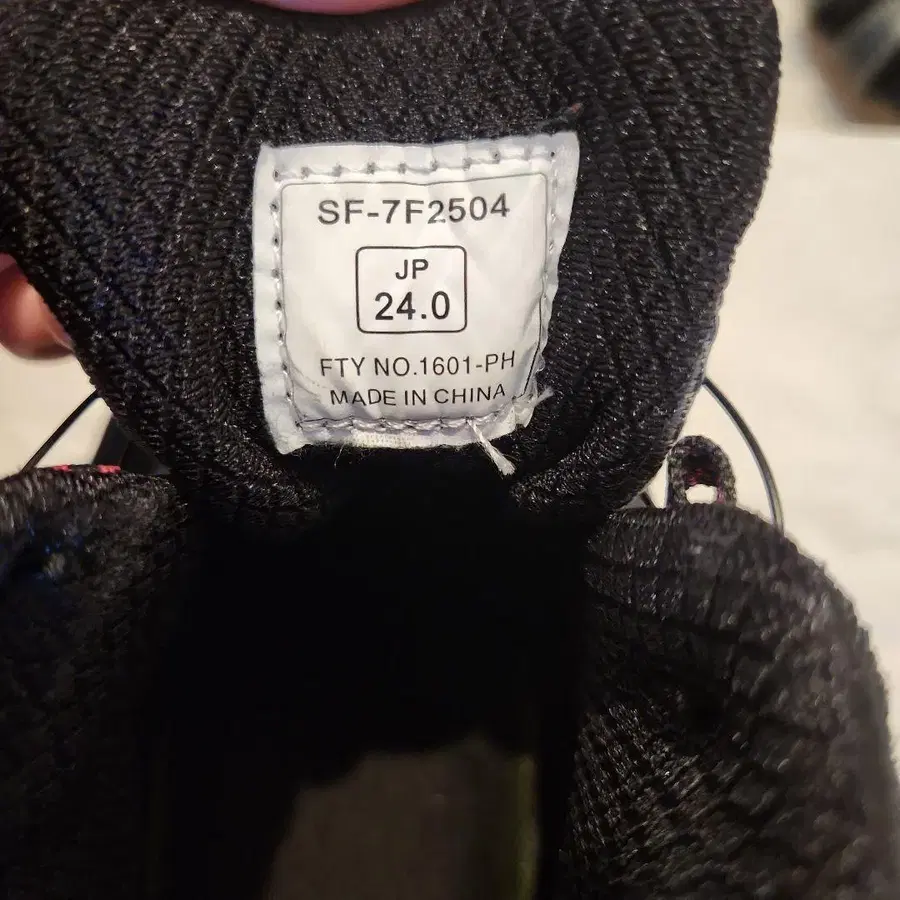 SF-7F2504
JP
24.0
FTY NO.1601-PH
MADE IN CHINA